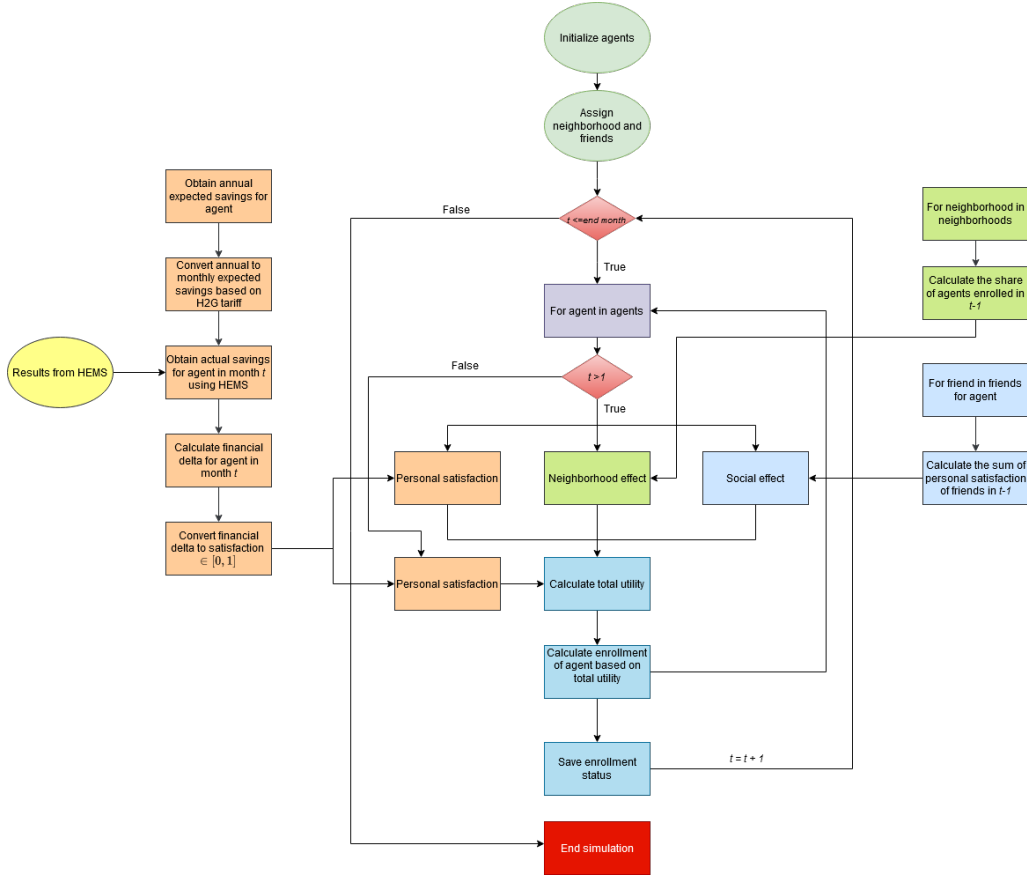 Initialize agents
Assign
neighborhood and
friends
Obtain annual
expected savings for
agent
False
t <=end month
For neighborhood in
neighborhoods
True
Convert annual to
monthly expected
savings based on
H2G tariff
Calculate the share
of agents enrolled in
t-1
For agent in agents
Results from HEMS
Obtain actual savings
for agent in month t
using HEMS
False
t >1
For friend in friends
for agent
True
Calculate financial
delta for agent in
month t
Personal satisfaction
Neighborhood effect
Social effect
Calculate the sum of
personal satisfaction
of friends in t-1
Convert financial
delta to satisfaction
∈ [0, 1]
Personal satisfaction
Calculate total utility
Calculate enrollment
of agent based on
total utility
Save enrollment
status
t = t + 1
End simulation